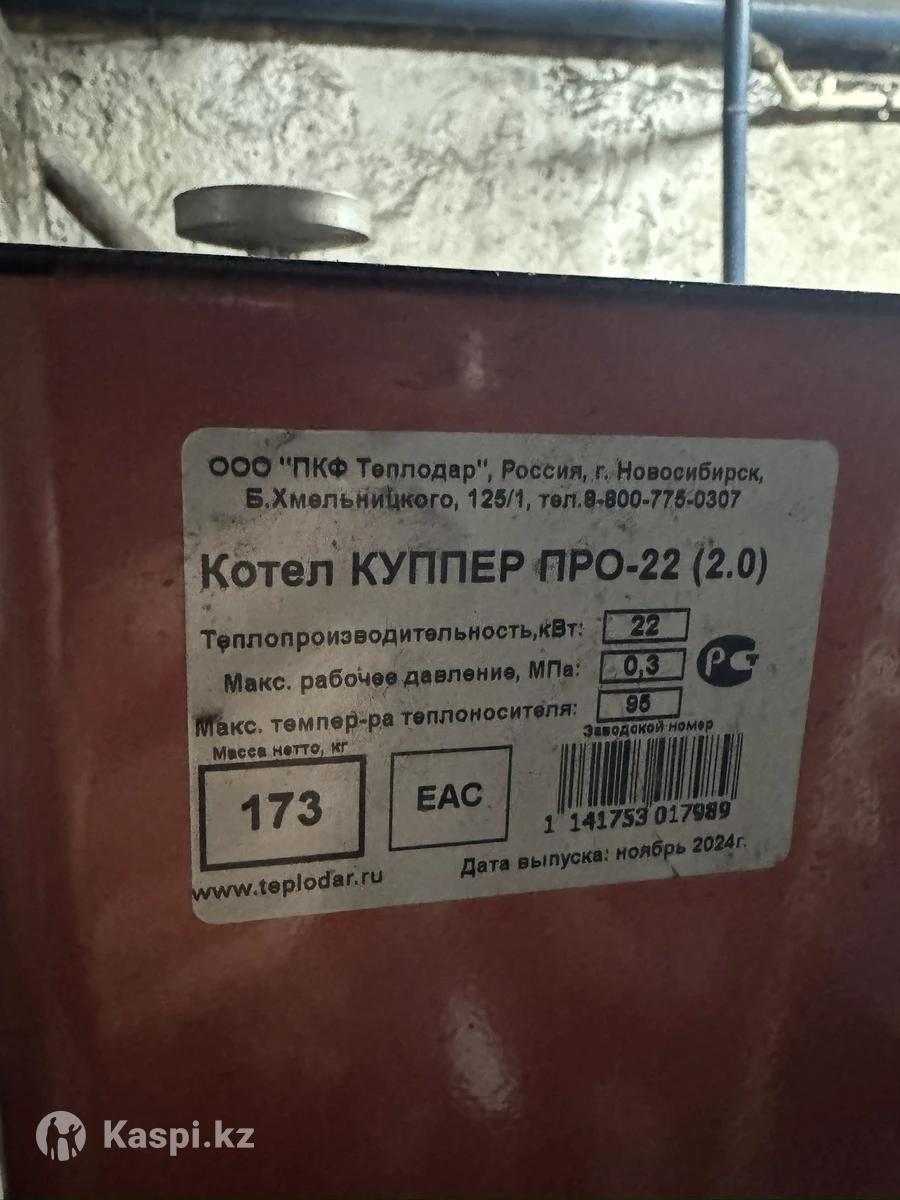 ООО "ПКФ Теплодар", Россия, г. Новосибирск,
Б.Хмельницкого, 125/1, тел.8-800-775-0307
Котел КУППЕР ПРО-22 (2.0)
Теплопроизводительность,кВт: 22
Макс. рабочее давление, МПа: 0,3
Макс. темпер-ра теплоносителя: 95
Масса нетто, кг
Заводской номер
173
ЕАС
РСТ
1 141753 017989
Дата выпуска: ноябрь 2024г.
www.teplodar.ru
Kaspi.kz